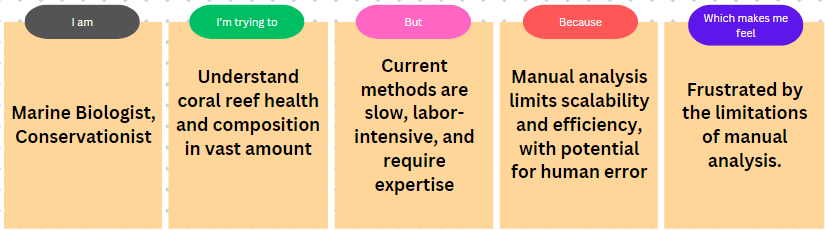 I am
Marine Biologist,
Conservationist
I'm trying to
Understand
coral reef health
and composition
in vast amount
But
Current
methods are
slow, labor-
intensive, and
require
expertise
Because
Manual analysis
limits scalability
and efficiency,
with potential
for human error
Which makes me
feel
Frustrated by
the limitations
of manual
analysis.